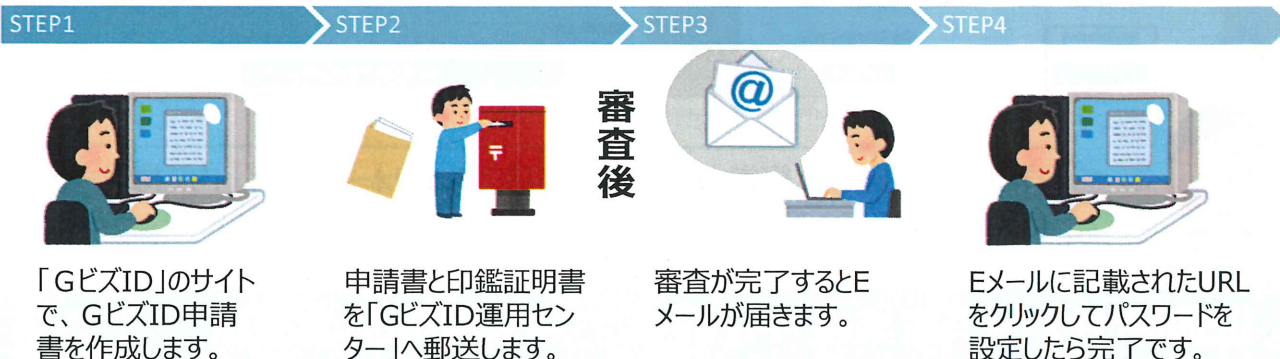 STEP1
STEP2
STEP3
STEP4
審査後
「GビズID」のサイト
で、GビズID申請
書を作成します。
申請書と印鑑証明書
を「GビズID運用セン
ター」へ郵送します。
審査が完了するとE
メールが届きます。
Eメールに記載されたURL
をクリックしてパスワードを
設定したら完了です。
@
〒